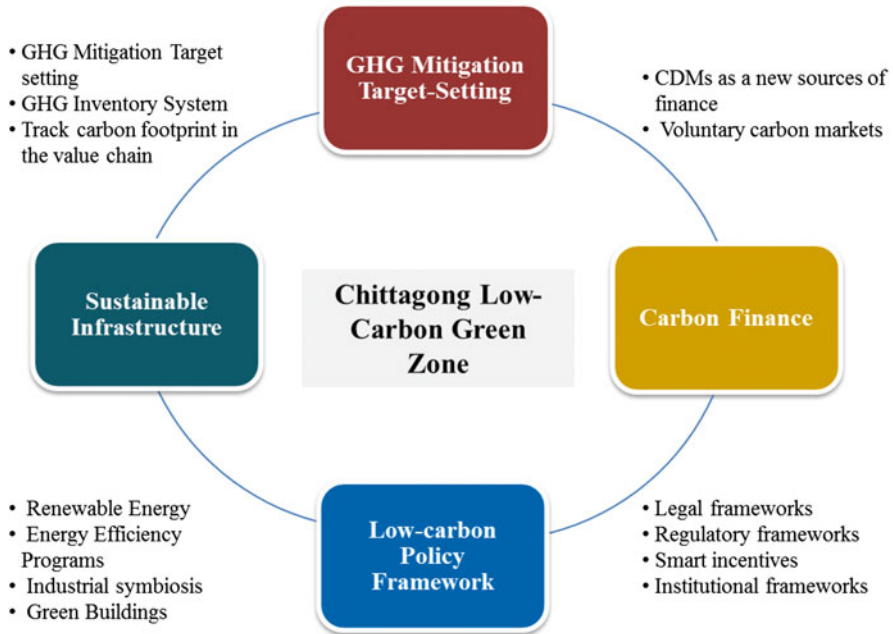 • GHG Mitigation Target
setting
• GHG Inventory System
• Track carbon footprint in
the value chain
GHG Mitigation
Target-Setting
• CDMs as a new sources of
finance
• Voluntary carbon markets
Sustainable
Infrastructure
Chittagong Low-
Carbon Green
Zone
Carbon Finance
• Renewable Energy
• Energy Efficiency
Programs
• Industrial symbiosis
• Green Buildings
Low-carbon
Policy
Framework
• Legal frameworks
• Regulatory frameworks
• Smart incentives
• Institutional frameworks